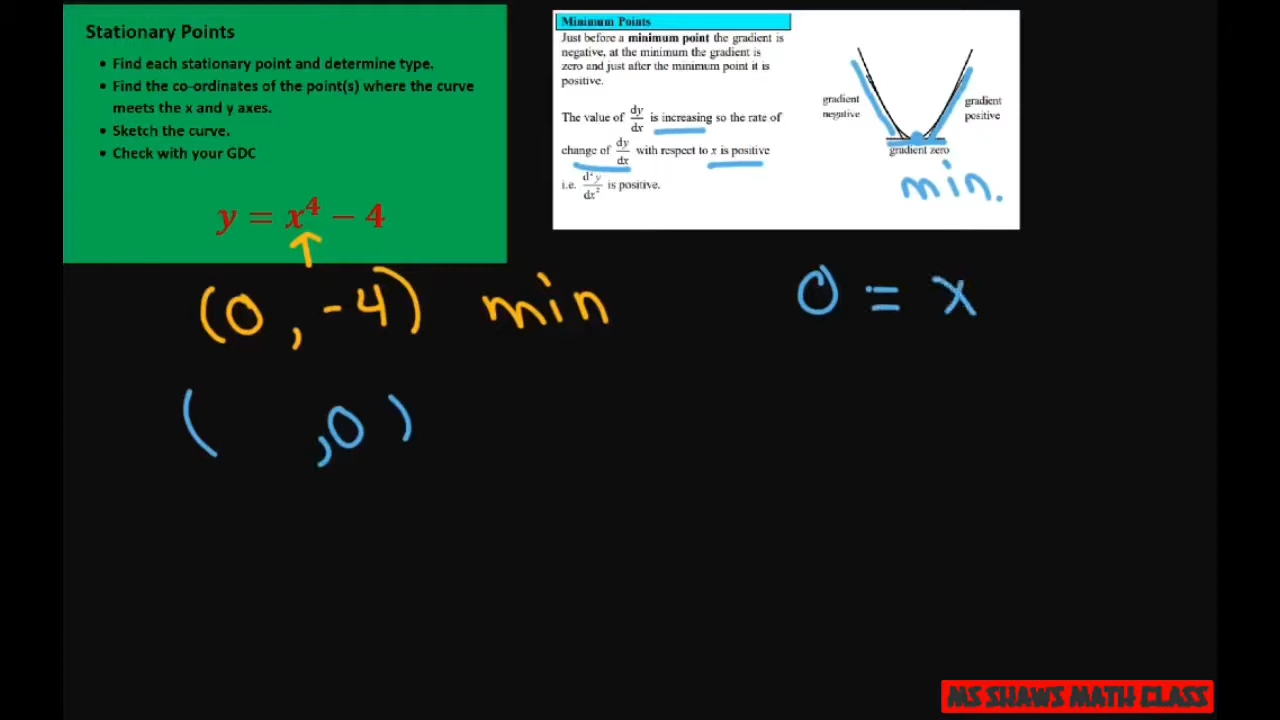 Stationary Points
• Find each stationary point and determine type.
• Find the co-ordinates of the point(s) where the curve
meets the x and y axes.
• Sketch the curve.
• Check with your GDC
y = x⁴ − 4
Minimum Points
Just before a minimum point the gradient is
negative, at the minimum the gradient is
zero and just after the minimum point it is
positive.
The value of dy/dx is increasing so the rate of
change of dy/dx with respect to x is positive
i.e. d²y/dx² is positive.
gradient
negative
gradient
positive
gradient zero
min.
(0, -4) min
0 = x
( ,0)
MS SHAWS MATH CLASS